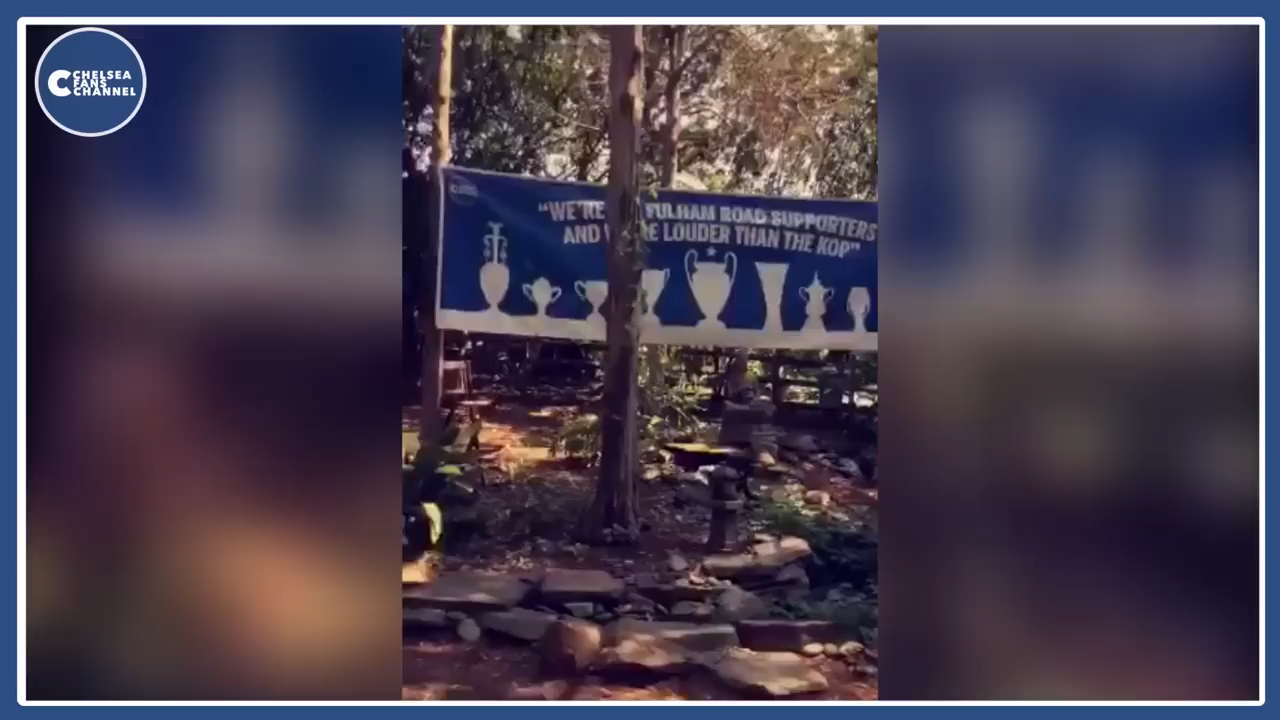 CHELSEA
FANS
CHANNEL
“WE'RE FULHAM ROAD SUPPORTERS
AND LOUDER THAN THE KOP”